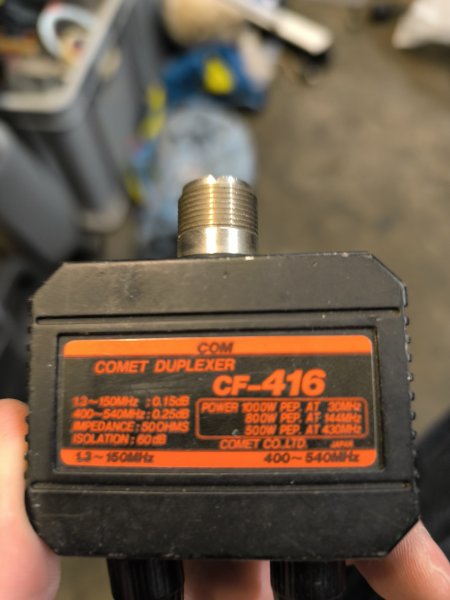 COM
COMET DUPLEXER
CF-416
1.3~150MHz : 0.15dB
400~540MHz : 0.25dB
IMPEDANCE : 50 OHMS
ISOLATION : 60dB
POWER 1000W PEP. AT 30MHz
800W PEP. AT 144MHz
500W PEP. AT 430MHz
COMET CO.,LTD. JAPAN
1.3~150MHz
400~540MHz